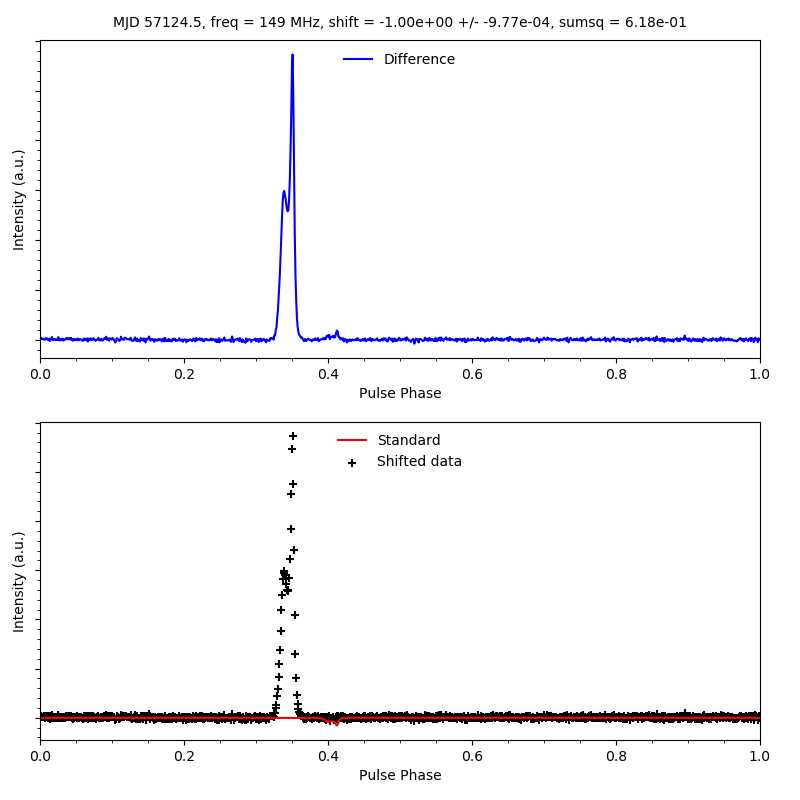 MJD 57124.5, freq = 149 MHz, shift = -1.00e+00 +/- -9.77e-04, sumsq = 6.18e-01
Difference
Intensity (a.u.)
0.0 0.2 0.4 0.6 0.8 1.0
Pulse Phase
Standard
Shifted data
Intensity (a.u.)
0.0 0.2 0.4 0.6 0.8 1.0
Pulse Phase